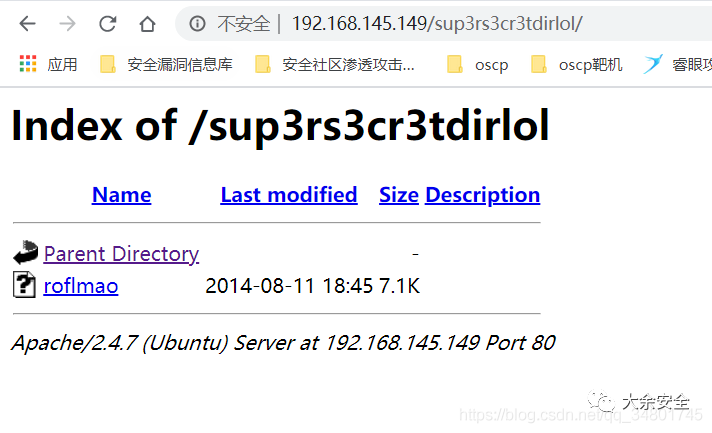 不安全 | 192.168.145.149/sup3rs3cr3tdirlol/
应用 安全漏洞信息库 安全社区渗透攻击... oscp oscp靶机 睿眼攻
Index of /sup3rs3cr3tdirlol
Name Last modified Size Description
Parent Directory -
roflmao 2014-08-11 18:45 7.1K
Apache/2.4.7 (Ubuntu) Server at 192.168.145.149 Port 80
大余安全
https://blog.csdn.net/qq_34801745